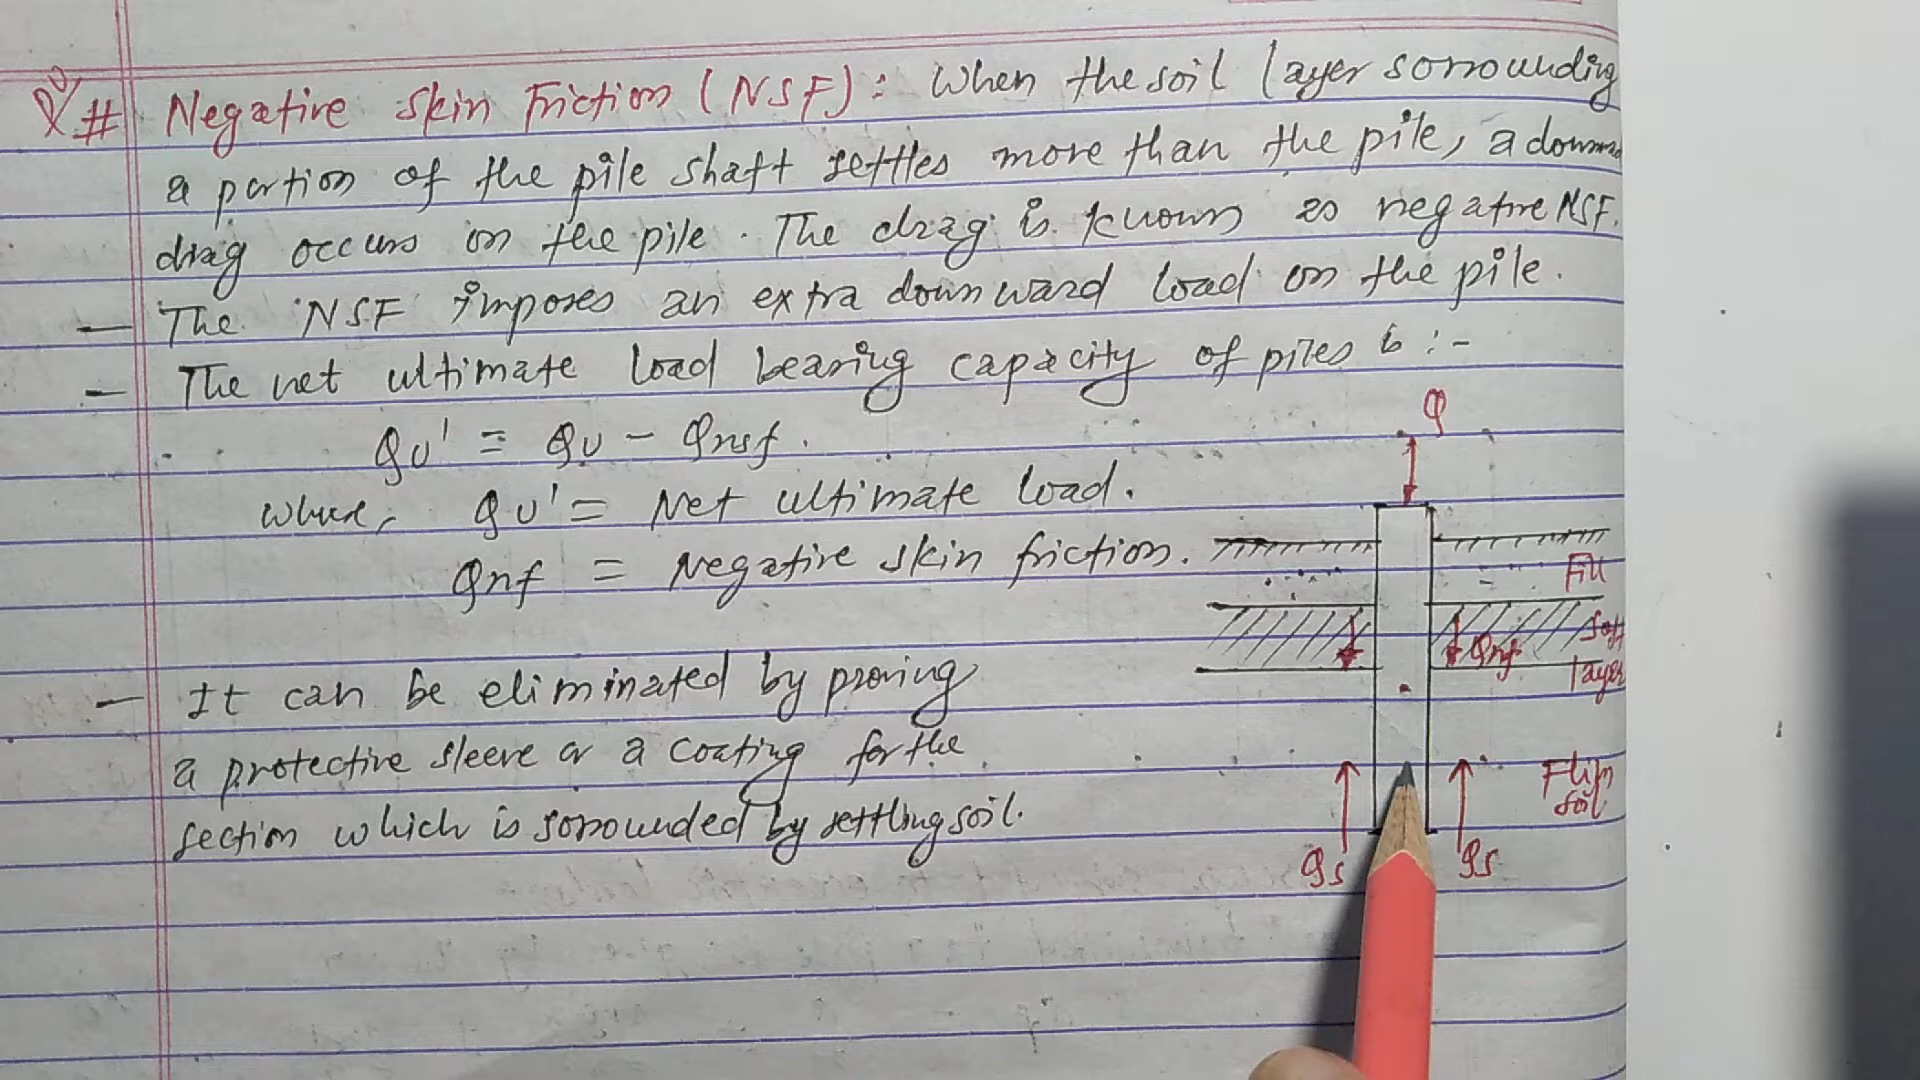 # Negative Skin Friction (NSF): When the soil layer sorrounding
a portion of the pile shaft settles more than the pile, a downwa
drag occurs on the pile. The drag is known as negative NSF.
— The NSF imposes an extra downward load on the pile.
— The net ultimate load bearing capacity of piles is :-
Qu' = Qu - Qnsf.
where, Qu' = Net ultimate load.
Qnf = Negative skin friction.
— It can be eliminated by proving
a protective sleeve or a coating for the
section which is sorrounded by settling soil.
Q
Fill
Soft
layer
Qnf
Firm
soil
Qs
Qs